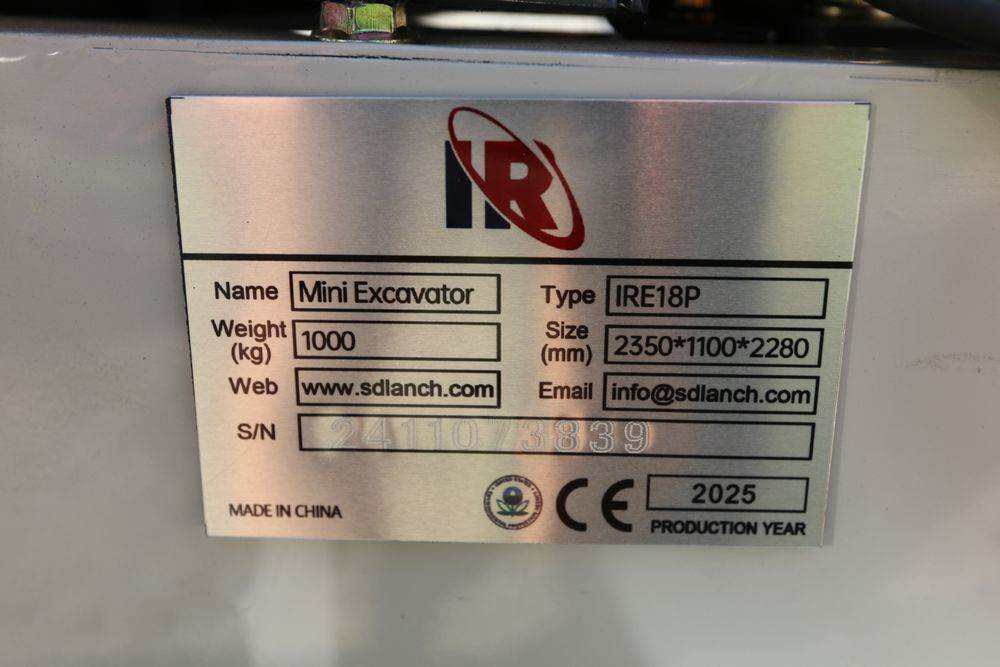 IR
Name Mini Excavator Type IRE18P
Weight (kg) 1000 Size (mm) 2350*1100*2280
Web www.sdlanch.com Email info@sdlanch.com
S/N 2411073839
MADE IN CHINA CE 2025
PRODUCTION YEAR